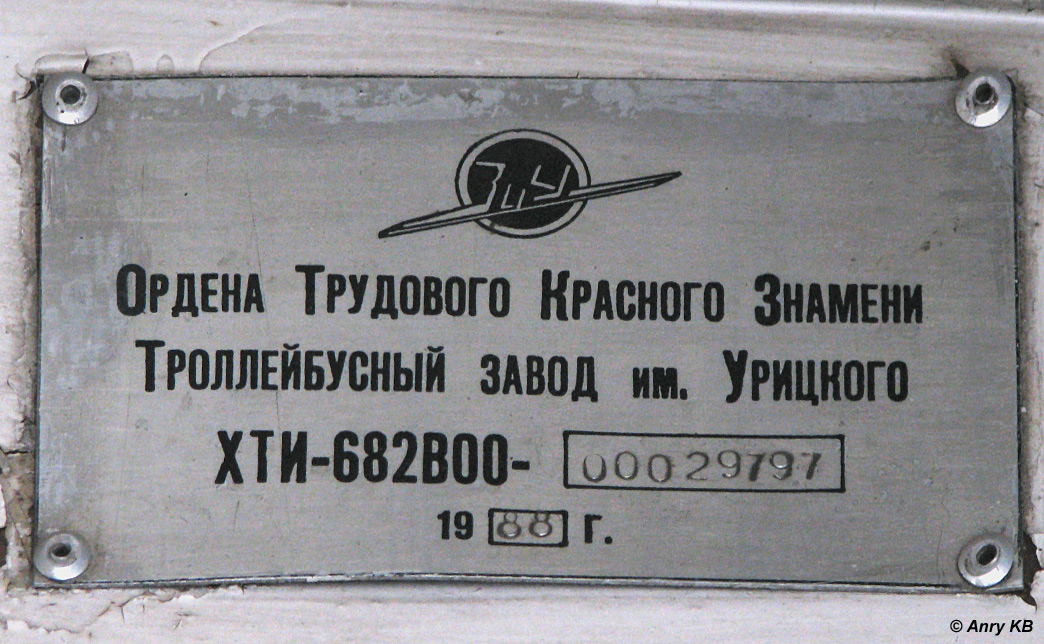 ЗиУ
Ордена Трудового Красного Знамени
Троллейбусный завод им. Урицкого
ХТИ-682В00- 00029797
19 88 г.
© Anry KB